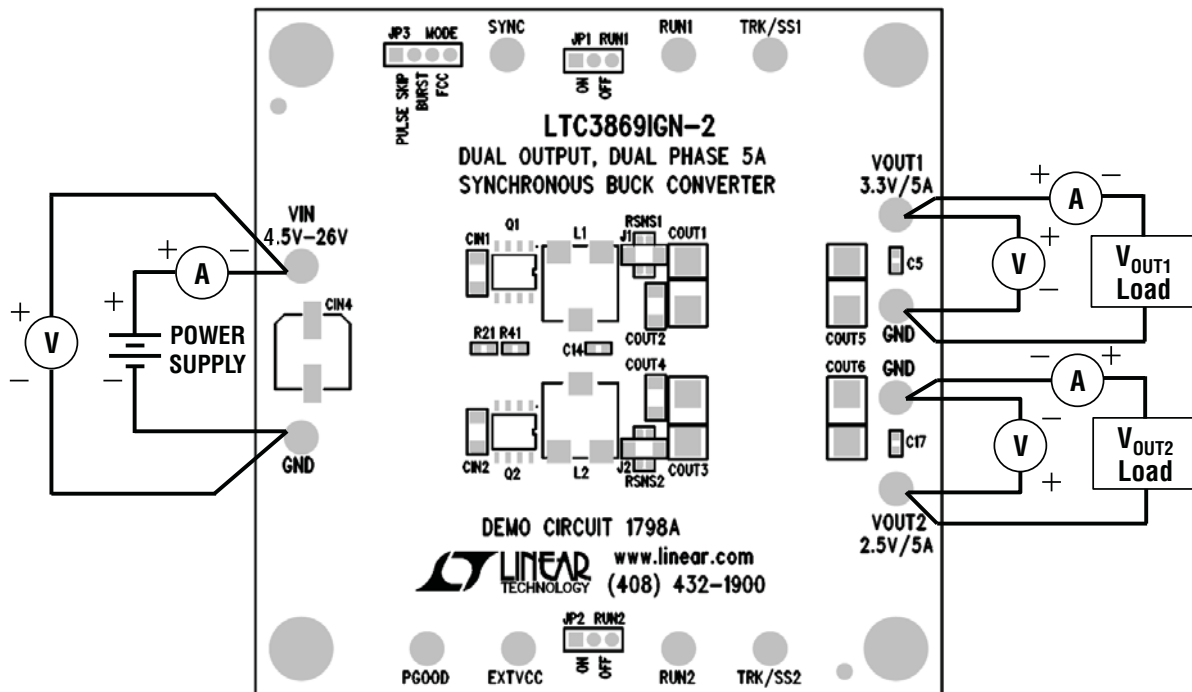 JP3 MODE
PULSE SKIP
BURST
FCC
SYNC
JP1 RUN1
ON
OFF
RUN1
TRK/SS1
LTC3869IGN-2
DUAL OUTPUT, DUAL PHASE 5A
SYNCHRONOUS BUCK CONVERTER
VIN
4.5V-26V
+
A
−
+
V
−
+
POWER
SUPPLY
−
GND
CIN4
VOUT1
3.3V/5A
+
A
−
+
V
−
VOUT1
Load
GND
CIN1
Q1
L1
J1
RSNS1
COUT1
C5
R21
R41
C14
COUT2
COUT5
COUT4
COUT6
GND
−
A
+
−
V
+
VOUT2
Load
CIN2
Q2
L2
J2
RSNS2
COUT3
C17
VOUT2
2.5V/5A
DEMO CIRCUIT 1798A
LINEAR
TECHNOLOGY
www.linear.com
(408) 432-1900
PGOOD
EXTVCC
JP2 RUN2
ON
OFF
RUN2
TRK/SS2